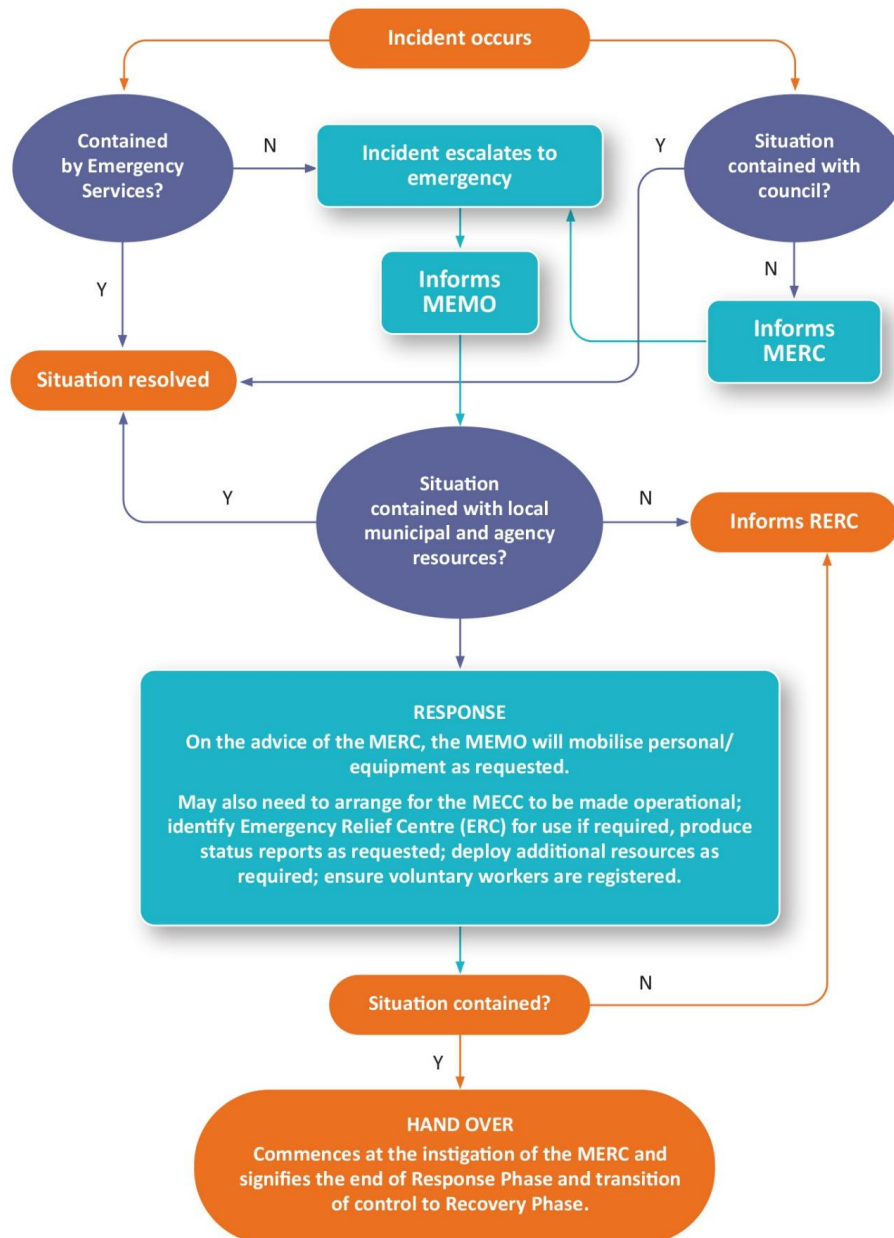 Incident occurs
Contained
by Emergency
Services?
N
Incident escalates to
emergency
Y
Situation
contained with
council?
Y
Informs
MEMO
N
Informs
MERC
Situation resolved
Y
Situation
contained with local
municipal and agency
resources?
N
Informs RERC
RESPONSE
On the advice of the MERC, the MEMO will mobilise personal/
equipment as requested.
May also need to arrange for the MECC to be made operational;
identify Emergency Relief Centre (ERC) for use if required, produce
status reports as requested; deploy additional resources as
required; ensure voluntary workers are registered.
Situation contained?
N
Y
HAND OVER
Commences at the instigation of the MERC and
signifies the end of Response Phase and transition
of control to Recovery Phase.